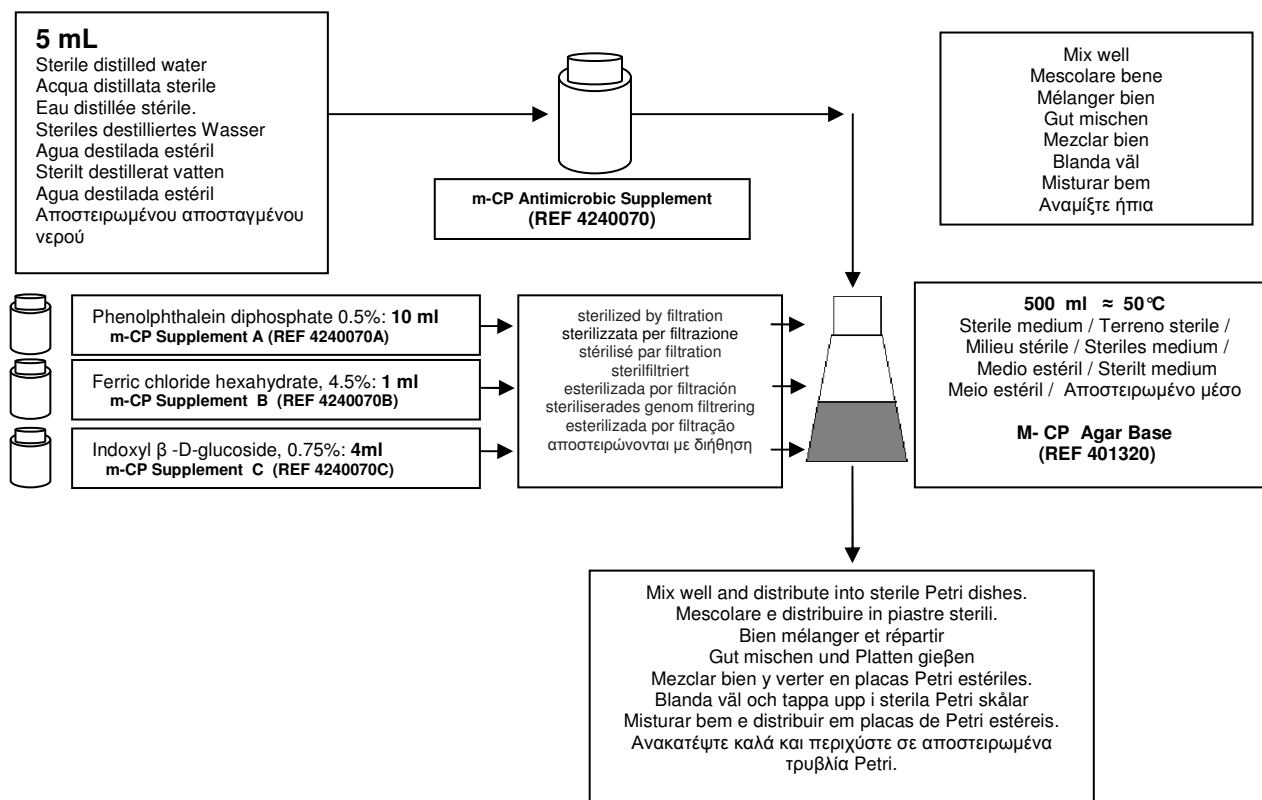 5 mL
Sterile distilled water
Acqua distillata sterile
Eau distillée stérile.
Steriles destilliertes Wasser
Agua destilada estéril
Sterilt destillerat vatten
Agua destilada estéril
Αποστειρωμένου αποσταγμένου
νερού
m-CP Antimicrobic Supplement
(REF 4240070)
Mix well
Mescolare bene
Mélanger bien
Gut mischen
Mezclar bien
Blanda väl
Misturar bem
Αναμίξτε ήπια
Phenolphthalein diphosphate 0.5%: 10 ml
m-CP Supplement A (REF 4240070A)
Ferric chloride hexahydrate, 4.5%: 1 ml
m-CP Supplement B (REF 4240070B)
Indoxyl β -D-glucoside, 0.75%: 4ml
m-CP Supplement C (REF 4240070C)
sterilized by filtration
sterilizzata per filtrazione
stérilisé par filtration
sterilfiltriert
esterilizada por filtración
steriliserades genom filtrering
esterilizada por filtração
αποστειρώνονται με διήθηση
500 ml ≈ 50°C
Sterile medium / Terreno sterile /
Milieu stérile / Steriles medium /
Medio estéril / Sterilt medium
Meio estéril / Αποστειρωμένο μέσο
M- CP Agar Base
(REF 401320)
Mix well and distribute into sterile Petri dishes.
Mescolare e distribuire in piastre sterili.
Bien mélanger et répartir
Gut mischen und Platten gieβen
Mezclar bien y verter en placas Petri estériles.
Blanda väl och tappa upp i sterila Petri skålar
Misturar bem e distribuir em placas de Petri estéreis.
Ανακατέψτε καλά και περιχύστε σε αποστειρωμένα
τρυβλία Petri.